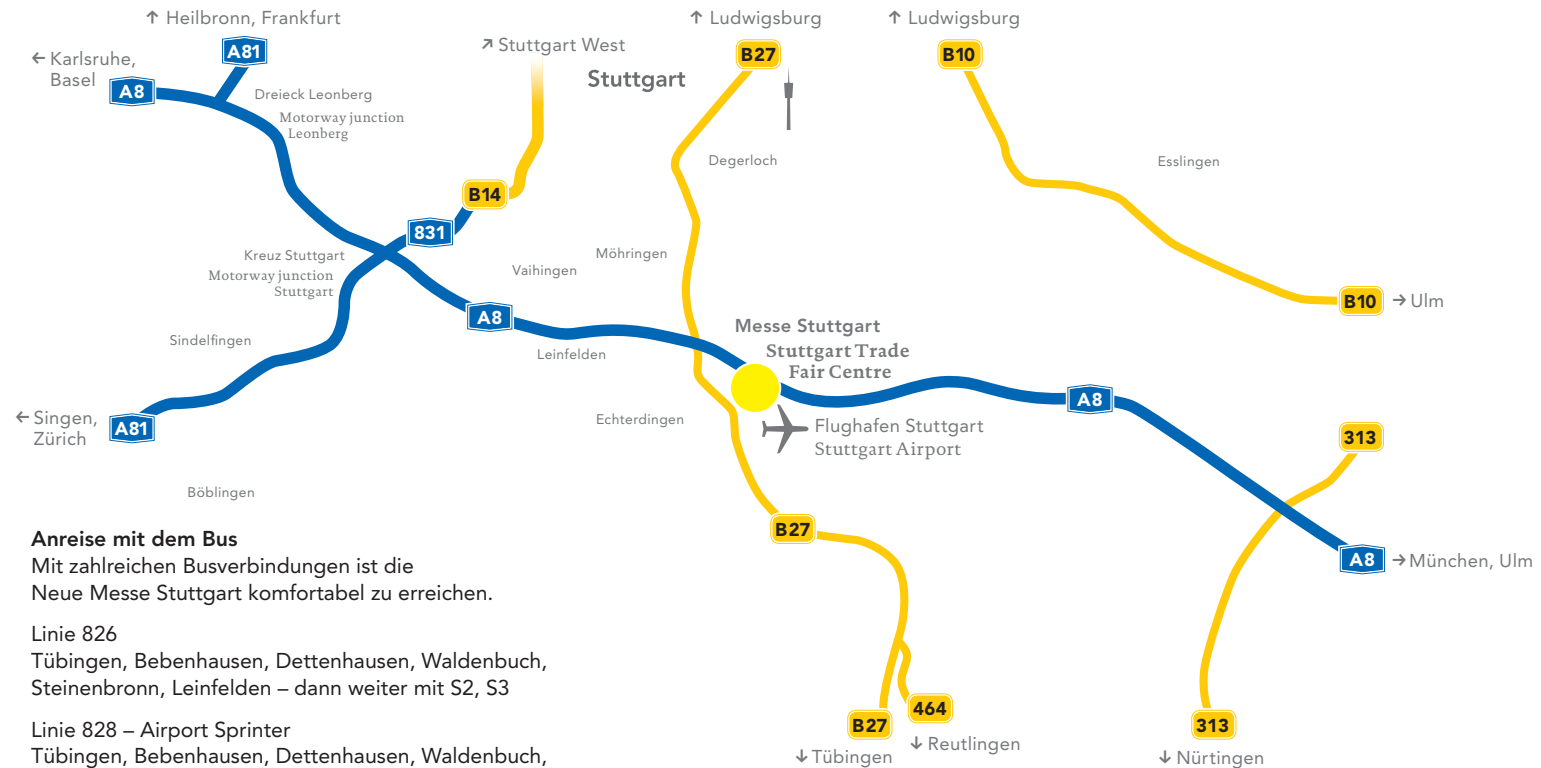 ↑ Heilbronn, Frankfurt
↑ Ludwigsburg
↑ Ludwigsburg
← Karlsruhe,
Basel
A81
↗ Stuttgart West
Stuttgart
B27
B10
A8
Dreieck Leonberg
Motorway junction
Leonberg
Degerloch
Esslingen
B14
831
Kreuz Stuttgart
Motorway junction
Stuttgart
Möhringen
Vaihingen
B10
→ Ulm
A8
Sindelfingen
Leinfelden
Messe Stuttgart
Stuttgart Trade
Fair Centre
A8
← Singen,
Zürich
A81
Echterdingen
Flughafen Stuttgart
Stuttgart Airport
313
Böblingen
B27
A8
→ München, Ulm
Anreise mit dem Bus
Mit zahlreichen Busverbindungen ist die
Neue Messe Stuttgart komfortabel zu erreichen.
Linie 826
Tübingen, Bebenhausen, Dettenhausen, Waldenbuch,
Steinenbronn, Leinfelden – dann weiter mit S2, S3
Linie 828 – Airport Sprinter
Tübingen, Bebenhausen, Dettenhausen, Waldenbuch,
464
B27
↓ Tübingen
↓ Reutlingen
313
↓ Nürtingen